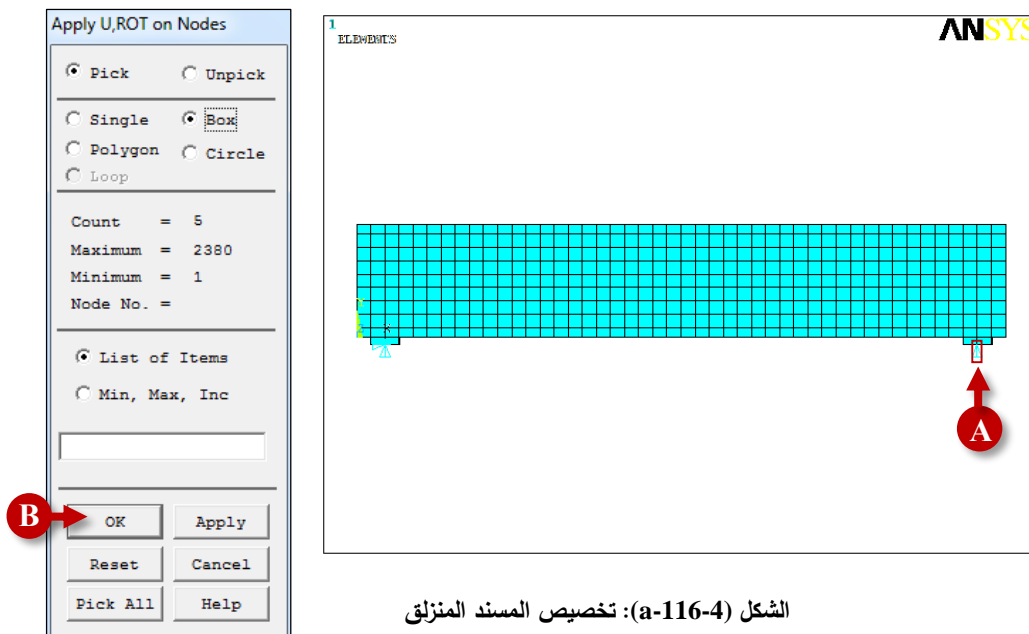 Apply U,ROT on Nodes
Pick Unpick
Single Box
Polygon Circle
Loop
Count = 5
Maximum = 2380
Minimum = 1
Node No. =
List of Items
Min, Max, Inc
B
OK Apply
Reset Cancel
Pick All Help
1
ELEMENTS
ANSYS
X
A
الشكل (4-116-a): تخصيص المسند المنزلق